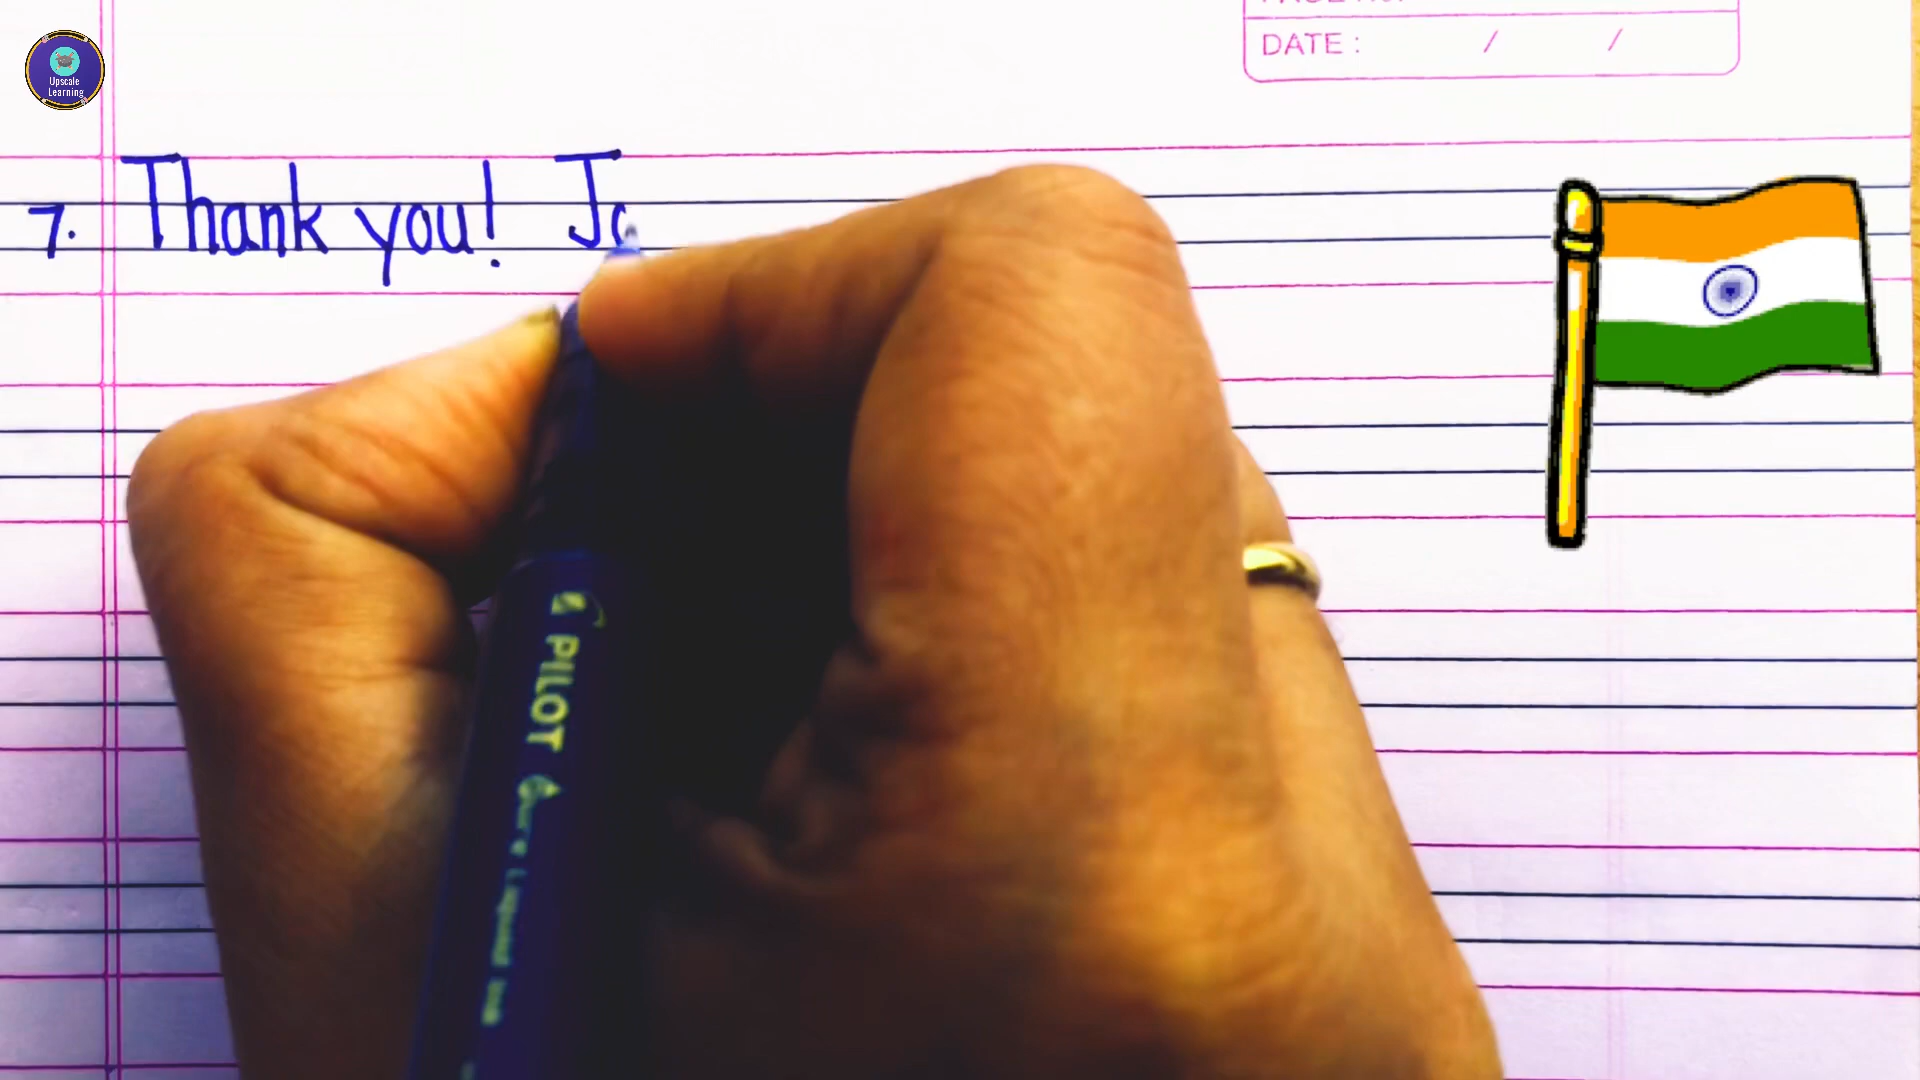 Upscale
Learning
DATE : / /
7. Thank you! J
PILOT